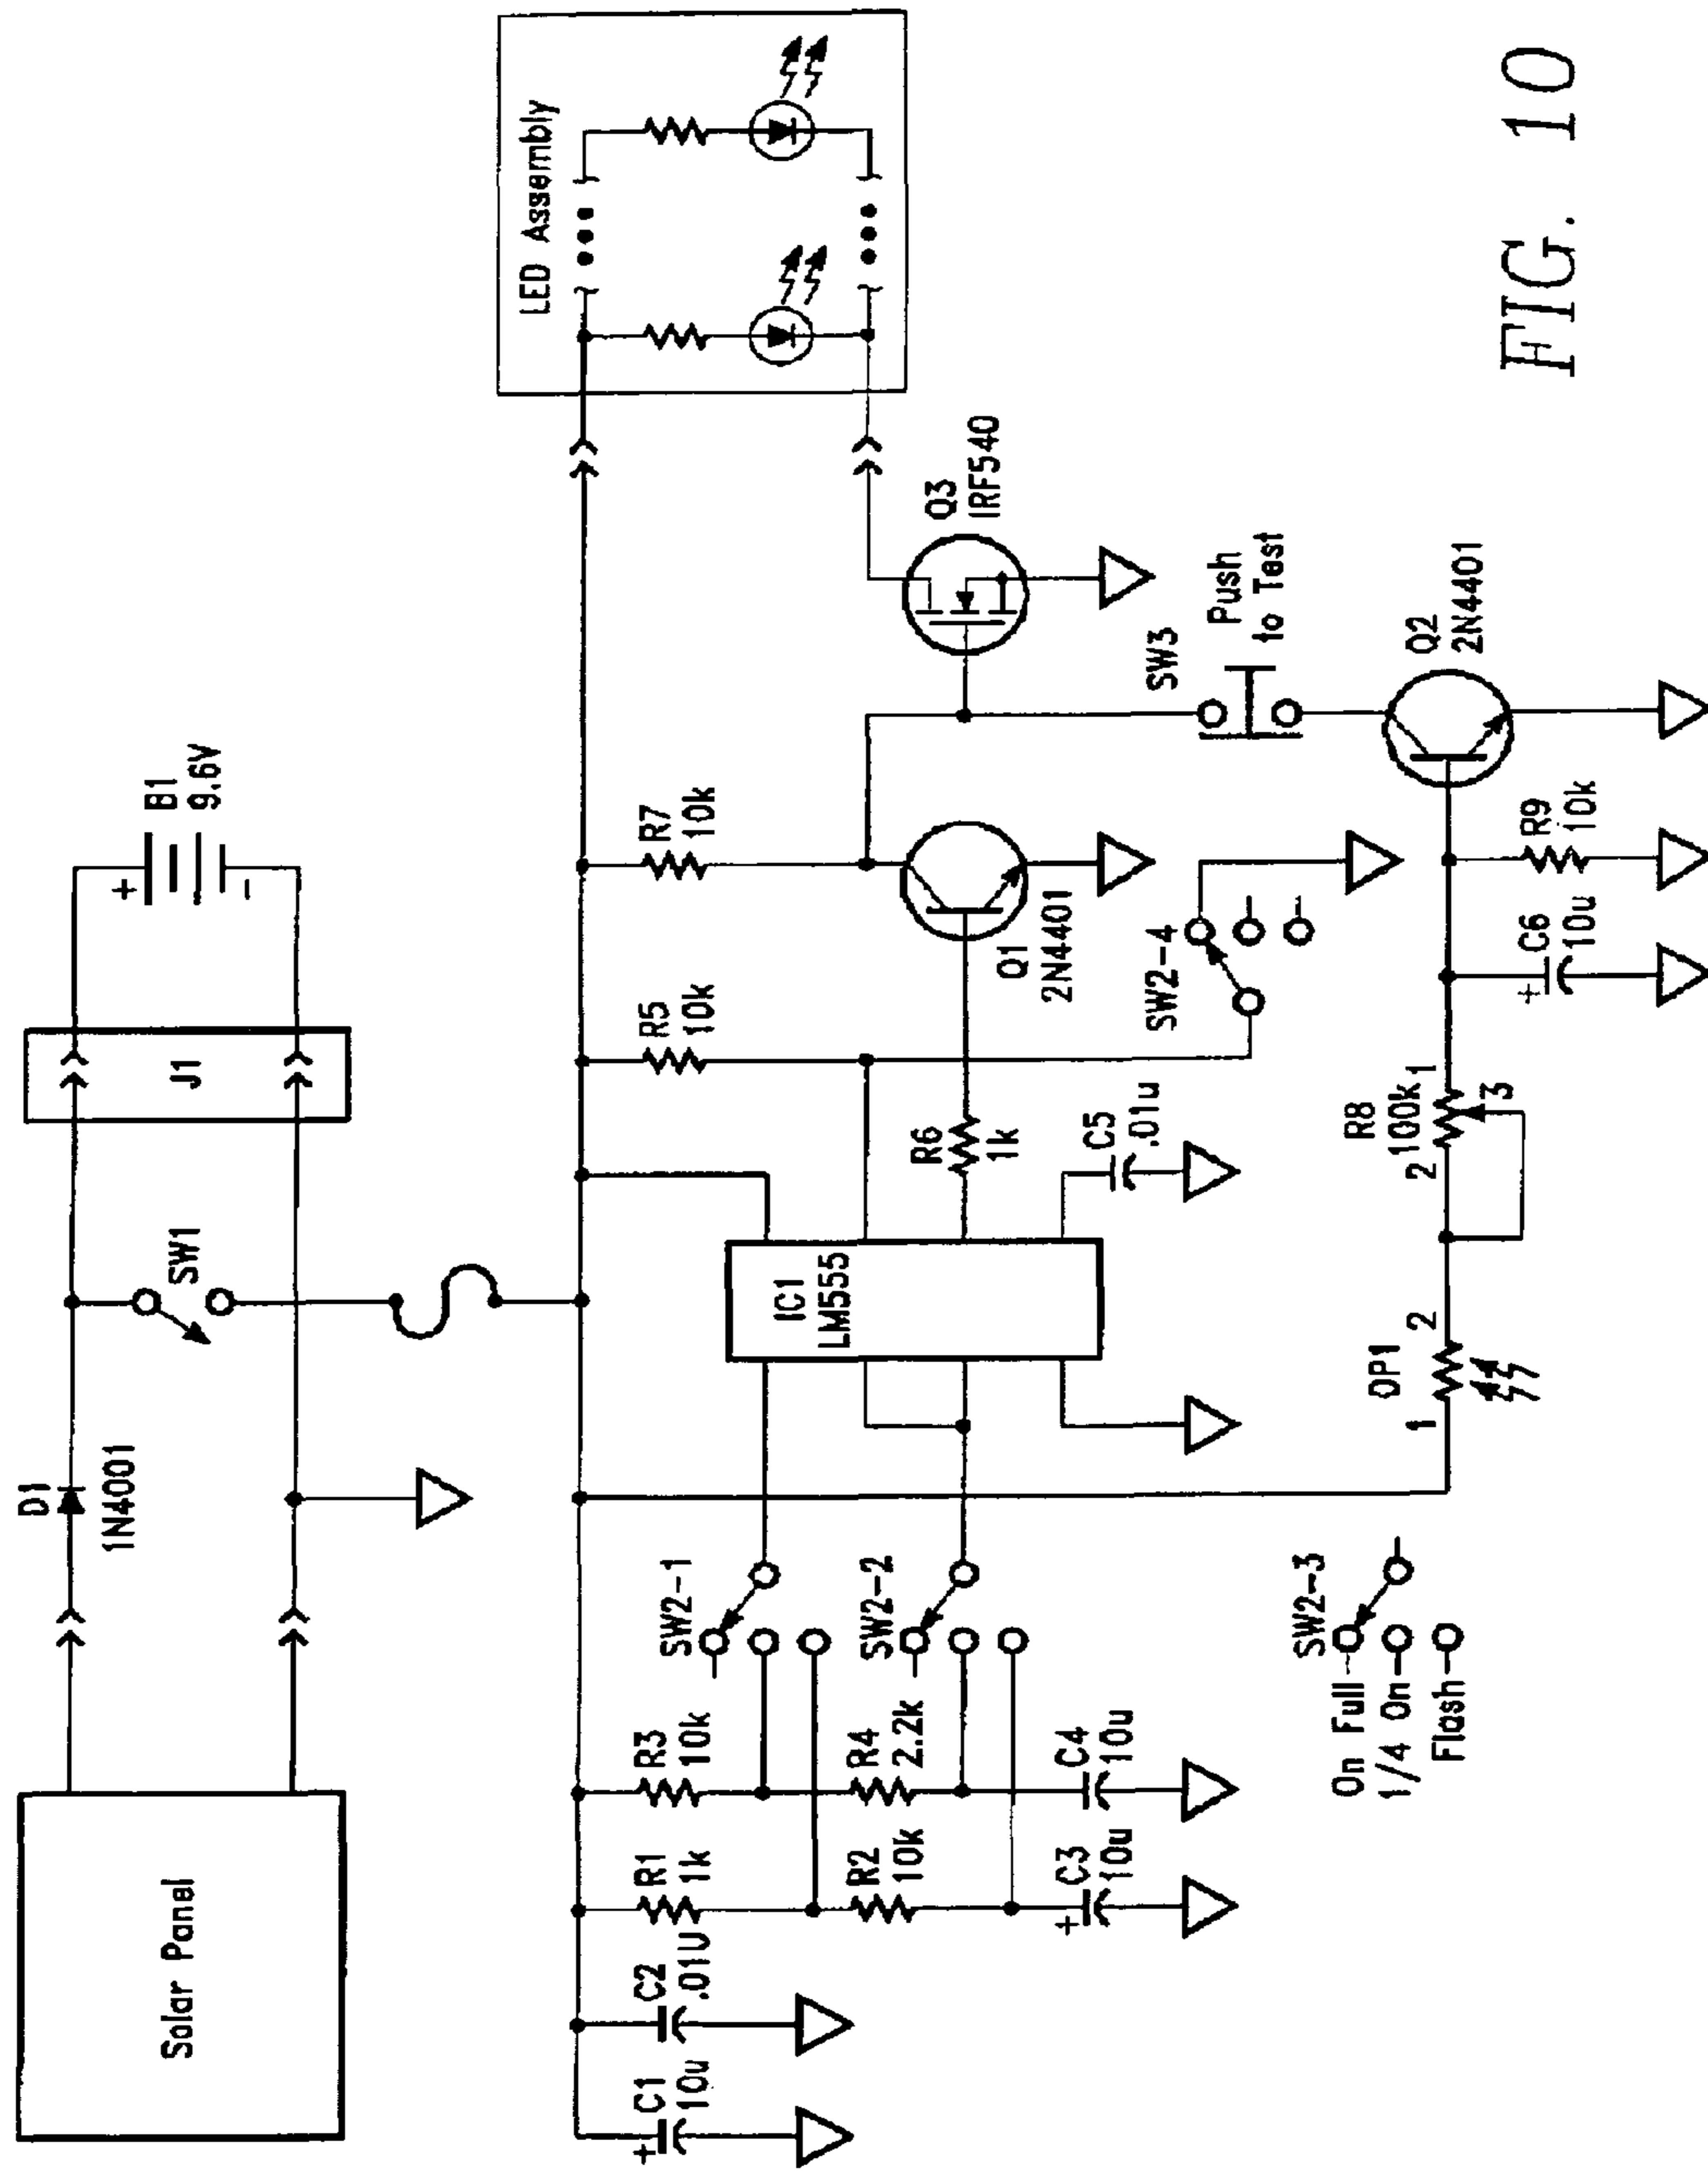 Solar Panel
D1
1N4001
SW1
J1
+
-
B1
9.6V
LED Assembly
+
C1
10u
C2
.01U
R1
1k
R2
10k
+
C3
10u
R3
10k
R4
2.2k
C4
10u
SW2-1
SW2-2
SW2-3
On Full
1/4 On
Flash
IC1
LM555
R5
10k
R6
1k
C5
.01u
R7
10k
Q1
2N4401
SW2-4
Q3
IRF540
SW3
Push
to Test
Q2
2N4401
OP1
1
2
R8
100k
2
1
3
+
C6
10u
R9
10k
FIG. 10